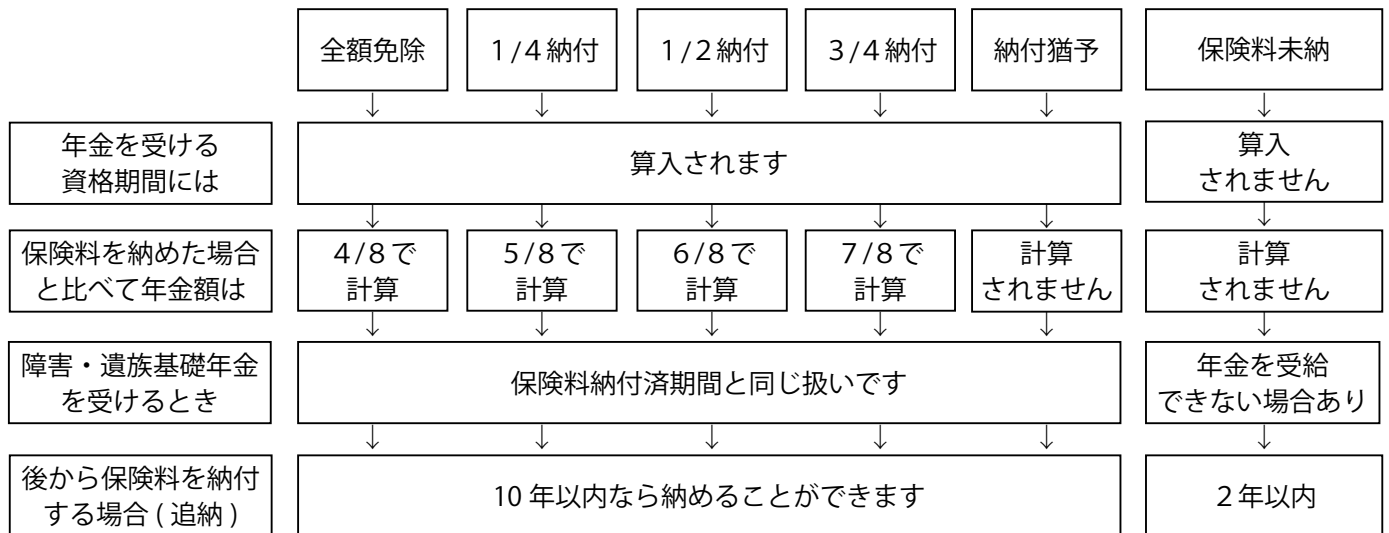 全額免除
1/4納付
1/2納付
3/4納付
納付猶予
保険料未納
↓ ↓ ↓ ↓ ↓ ↓
年金を受ける
資格期間には
算入されます
算入
されません
↓ ↓ ↓ ↓ ↓ ↓
保険料を納めた場合
と比べて年金額は
4/8で
計算
5/8で
計算
6/8で
計算
7/8で
計算
計算
されません
計算
されません
↓ ↓ ↓ ↓ ↓ ↓
障害・遺族基礎年金
を受けるとき
保険料納付済期間と同じ扱いです
年金を受給
できない場合あり
↓ ↓ ↓ ↓ ↓ ↓
後から保険料を納付
する場合(追納)
10年以内なら納めることができます
2年以内